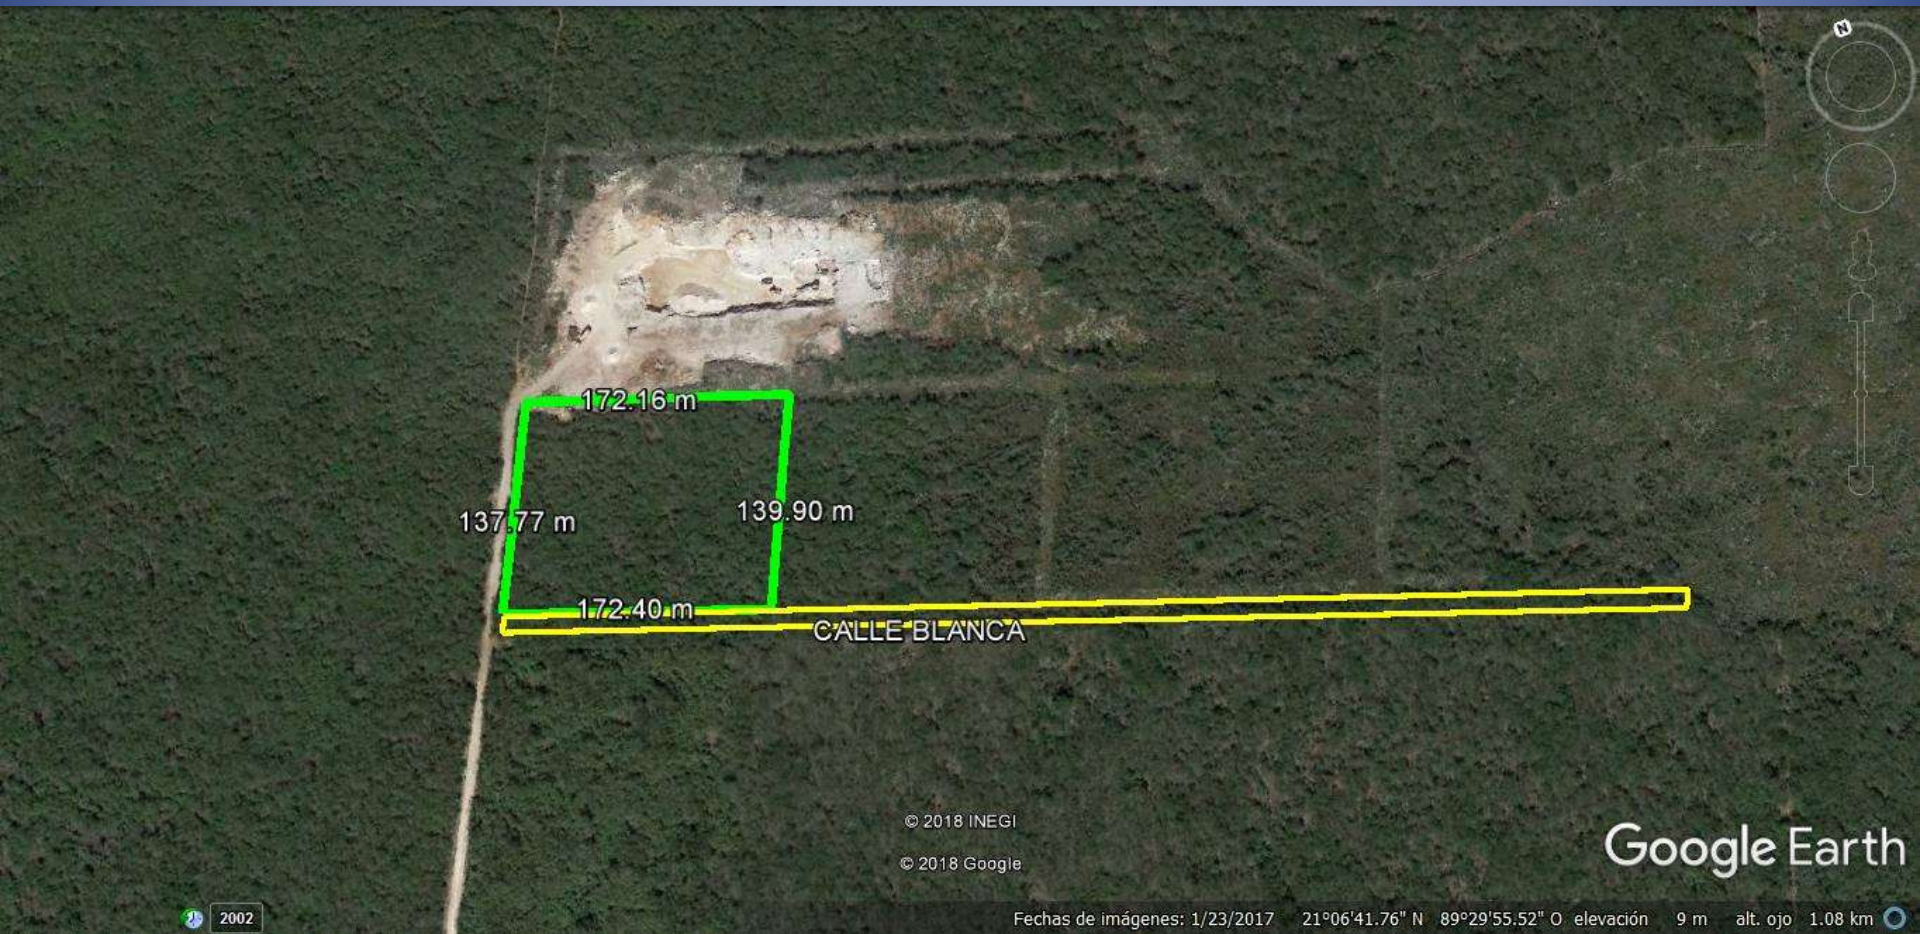 N
172.16 m
137.77 m
139.90 m
172.40 m
CALLE BLANCA
© 2018 INEGI
© 2018 Google
Google Earth
2002
Fechas de imágenes: 1/23/2017 21°06'41.76" N 89°29'55.52" O elevación 9 m alt. ojo 1.08 km